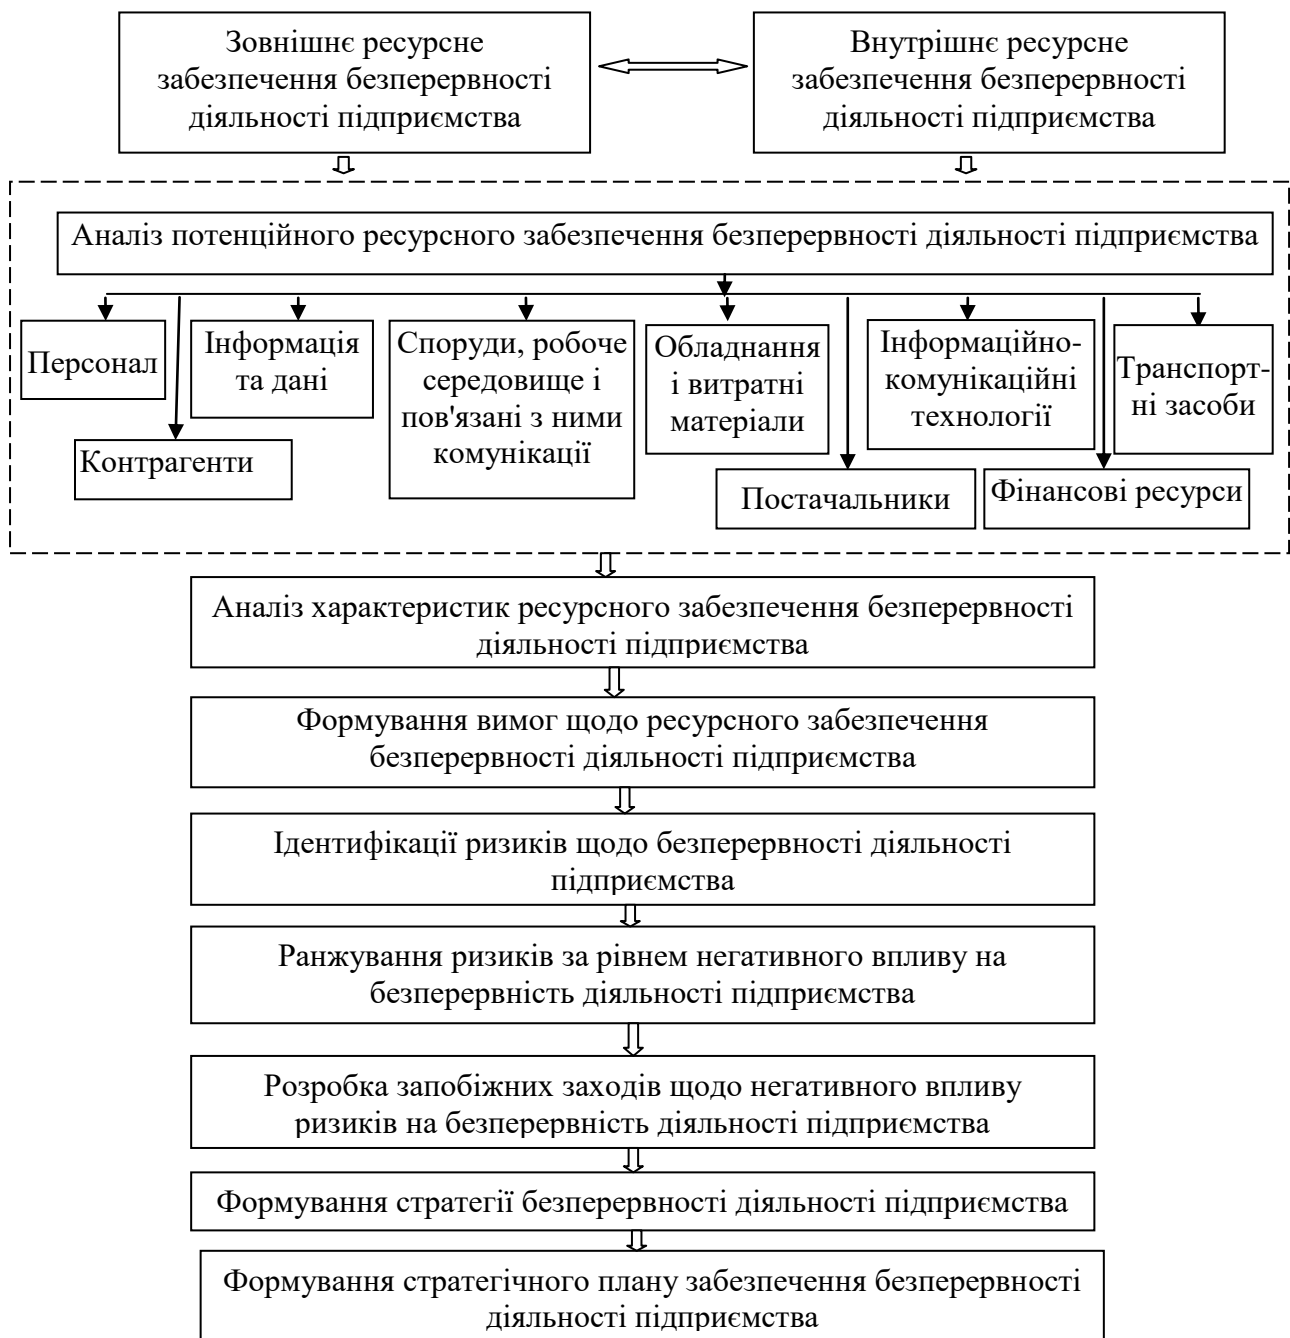 Зовнішнє ресурсне
забезпечення безперервності
діяльності підприємства
Внутрішнє ресурсне
забезпечення безперервності
діяльності підприємства
Аналіз потенційного ресурсного забезпечення безперервності діяльності підприємства
Персонал
Інформація
та дані
Споруди, робоче
середовище і
пов'язані з ними
комунікації
Обладнання
і витратні
матеріали
Інформаційно-
комунікаційні
технології
Транспорт-
ні засоби
Контрагенти
Постачальники
Фінансові ресурси
Аналіз характеристик ресурсного забезпечення безперервності
діяльності підприємства
Формування вимог щодо ресурсного забезпечення
безперервності діяльності підприємства
Ідентифікації ризиків щодо безперервності діяльності
підприємства
Ранжування ризиків за рівнем негативного впливу на
безперервність діяльності підприємства
Розробка запобіжних заходів щодо негативного впливу
ризиків на безперервність діяльності підприємства
Формування стратегії безперервності діяльності підприємства
Формування стратегічного плану забезпечення безперервності
діяльності підприємства